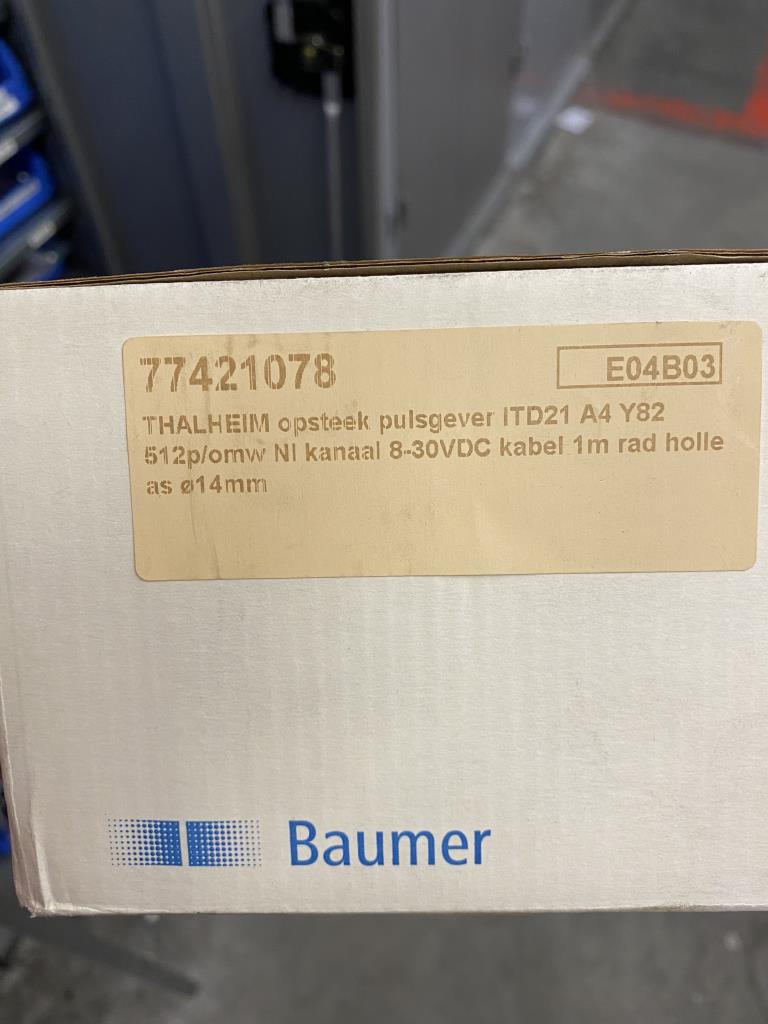 77421078
E04B03
THALHEIM opsteek pulsgever ITD21 A4 Y82
512p/omw NI kanaal 8-30VDC kabel 1m rad holle
as ø14mm
Baumer